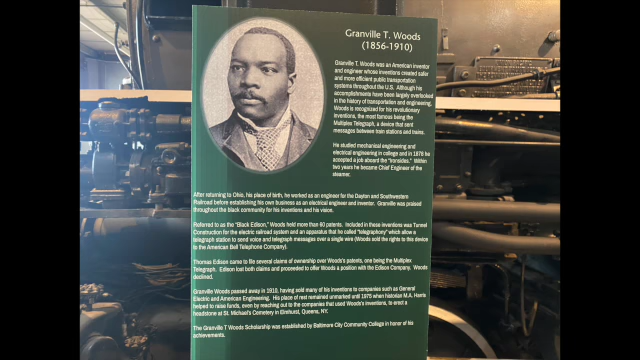 Granville T. Woods
(1856-1910)
Granville T. Woods was an American inventor
and engineer whose inventions created safer
and more efficient public transportation
systems throughout the U.S. Although his
accomplishments have been largely overlooked
in the history of transportation and engineering,
Woods is recognized for his revolutionary
inventions, the most famous being the
Multiplex Telegraph, a device that sent
messages between train stations and trains.
He studied mechanical engineering and
electrical engineering in college and in 1878 he
accepted a job aboard the "Ironsides." Within
two years he became Chief Engineer of the
steamer.
After returning to Ohio, his place of birth, he worked as an engineer for the Dayton and Southwestern
Railroad before establishing his own business as an electrical engineer and inventor. Granville was praised
throughout the black community for his inventions and his voice.
Referred to as the "Black Edison," Woods held more than 60 patents. Included in these inventions was Tunnel
Construction for the electric railroad system and an apparatus that he called "telegraphony" which allow a
telegraph station to send voice and telegraph messages over a single wire (Woods sold the rights to this device
to the American Bell Telephone Company).
Thomas Edison came to file several claims of ownership over Woods's patents, one being the Multiplex
Telegraph. Edison lost both claims and proceeded to offer Woods a position with the Edison Company. Woods
declined.
Granville Woods passed away in 1910, having sold many of his inventions to companies such as General
Electric and American Engineering. His place of rest remained unmarked until 1975 when historian M.A. Harris
helped to raise funds, even by reaching out to the companies that used Woods's inventions, to erect a
headstone at St. Michael's Cemetery in Elmhurst, Queens, NY.
The Granville T Woods Scholarship was established by Baltimore City Community College in honor of his
achievements.